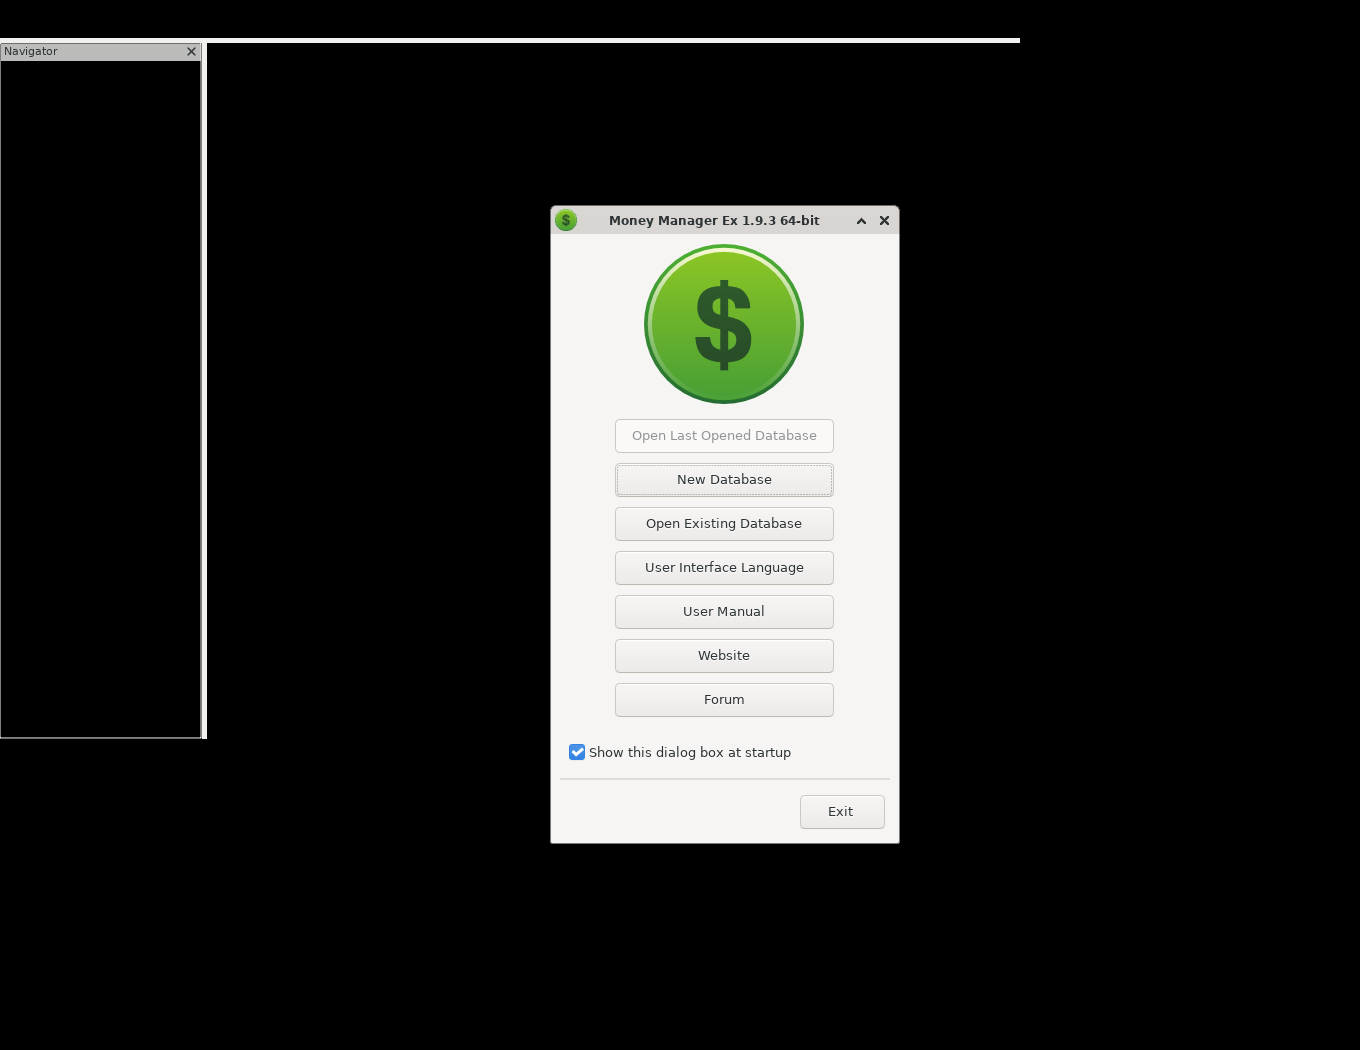 Navigator
Money Manager Ex 1.9.3 64-bit
$
Open Last Opened Database
New Database
Open Existing Database
User Interface Language
User Manual
Website
Forum
Show this dialog box at startup
Exit